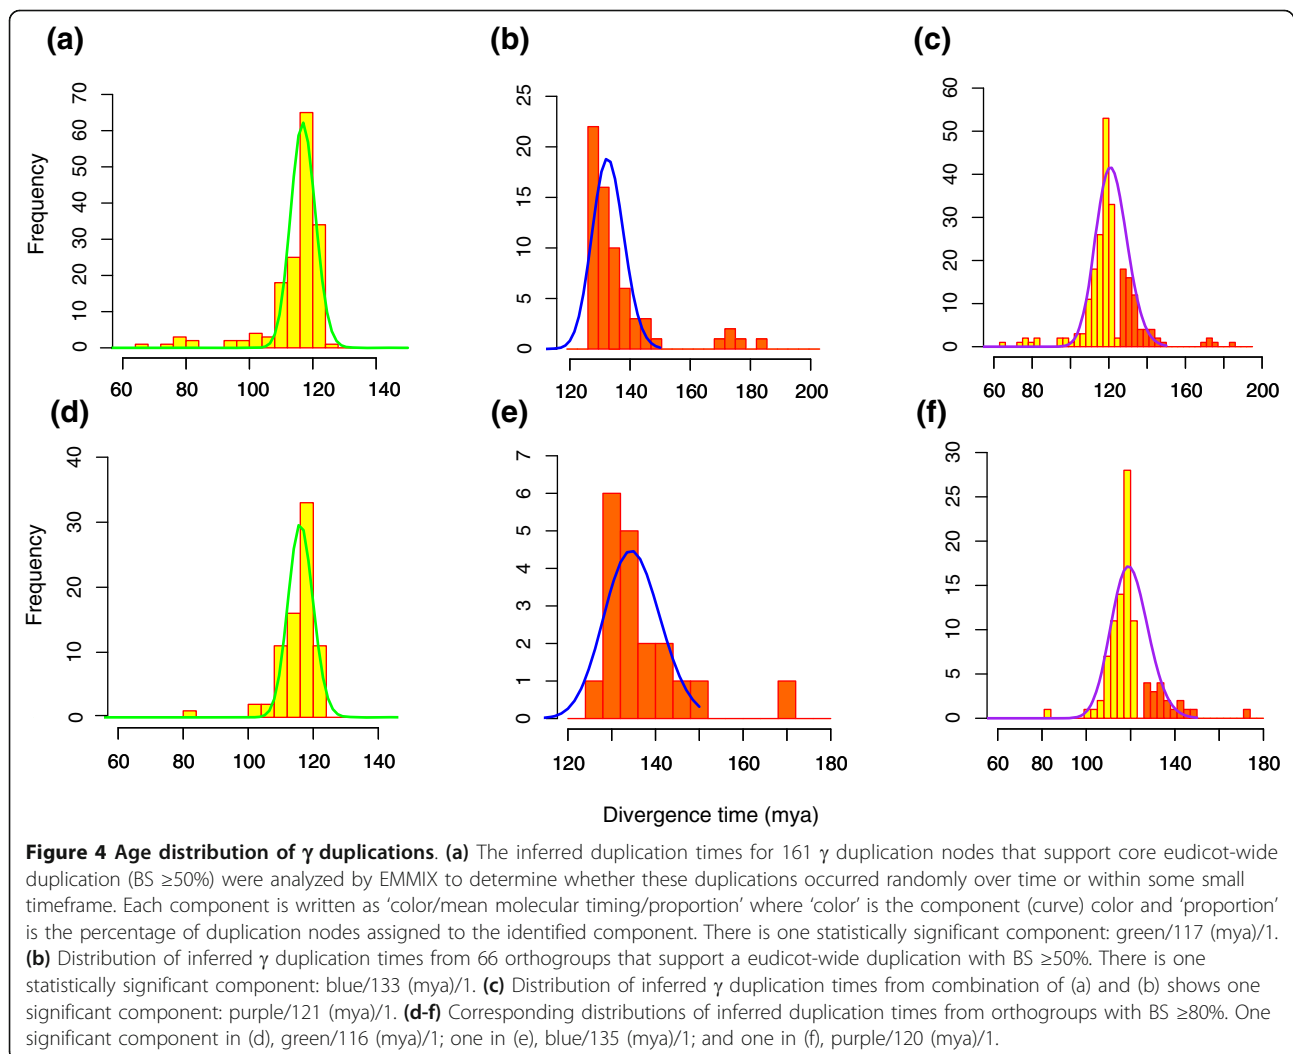 (a)
(b)
(c)
Frequency
70
60
50
40
30
20
10
0
60 80 100 120 140
25
20
15
10
5
0
120 140 160 180 200
60
50
40
30
20
10
0
60 80 120 160 200
(d)
(e)
(f)
Frequency
40
30
20
10
0
60 80 100 120 140
7
6
5
4
3
2
1
0
120 140 160 180
30
25
20
15
10
5
0
60 80 100 120 180
Divergence time (mya)
Figure 4 Age distribution of γ duplications. (a) The inferred duplication times for 161 γ duplication nodes that support core eudicot-wide
duplication (BS ≥50%) were analyzed by EMMIX to determine whether these duplications occurred randomly over time or within some small
timeframe. Each component is written as ‘color/mean molecular timing/proportion’ where ‘color’ is the component (curve) color and ‘proportion’
is the percentage of duplication nodes assigned to the identified component. There is one statistically significant component: green/117 (mya)/1.
(b) Distribution of inferred γ duplication times from 66 orthogroups that support a eudicot-wide duplication with BS ≥50%. There is one
statistically significant component: blue/133 (mya)/1. (c) Distribution of inferred γ duplication times from combination of (a) and (b) shows one
significant component: purple/121 (mya)/1. (d-f) Corresponding distributions of inferred duplication times from orthogroups with BS ≥80%. One
significant component in (d), green/116 (mya)/1; one in (e), blue/135 (mya)/1; and one in (f), purple/120 (mya)/1.